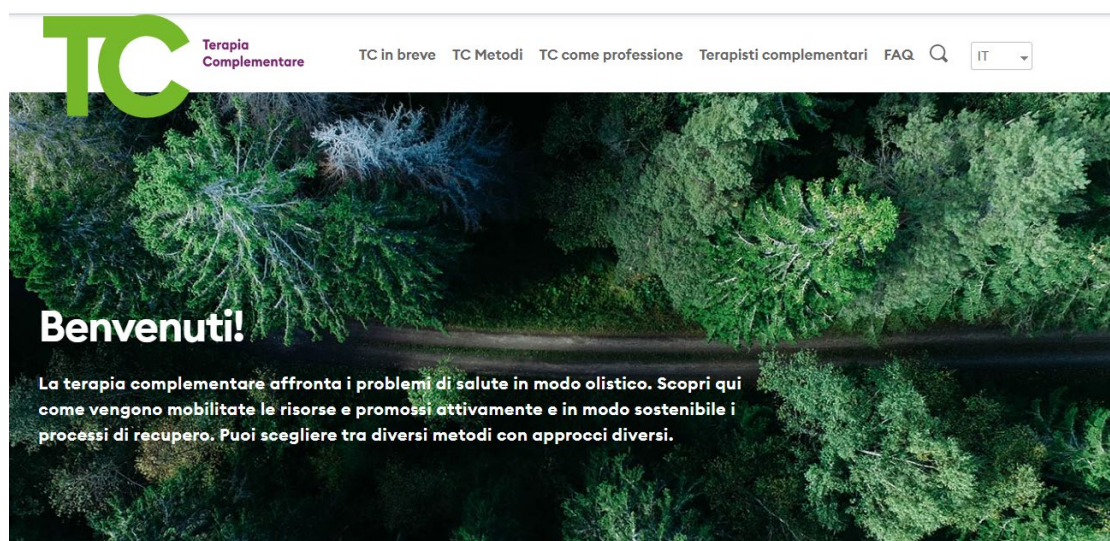 TC
Terapia
Complementare
TC in breve TC Metodi TC come professione Terapisti complementari FAQ IT
Benvenuti!
La terapia complementare affronta i problemi di salute in modo olistico. Scopri qui
come vengono mobilitate le risorse e promossi attivamente e in modo sostenibile i
processi di recupero. Puoi scegliere tra diversi metodi con approcci diversi.